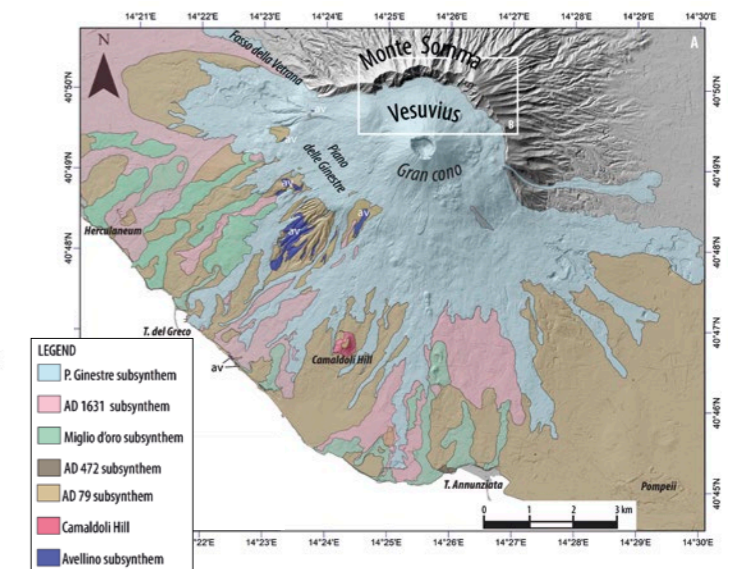 14°21'E 14°22'E 14°23'E 14°24'E 14°25'E 14°26'E 14°27'E 14°28'E 14°29'E 14°30'E
N
A
Fosso della Vetrana
Monte Somma
40°50'N
40°50'N
Vesuvius
B
av
Piano
delle Ginestre
Gran cono
40°49'N
40°49'N
av
av
av
Herculaneum
40°48'N
40°48'N
T. del Greco
40°47'N
LEGEND
P. Ginestre subsynthem
AD 1631 subsynthem
Miglio d'oro subsynthem
AD 472 subsynthem
AD 79 subsynthem
Camaldoli Hill
Avellino subsynthem
av
Camaldoli Hill
40°46'N
T. Annunziata
Pompeii
40°45'N
0 1 2 3 km
22'E 14°23'E 14°24'E 14°25'E 14°26'E 14°27'E 14°28'E 14°29'E 14°30'E